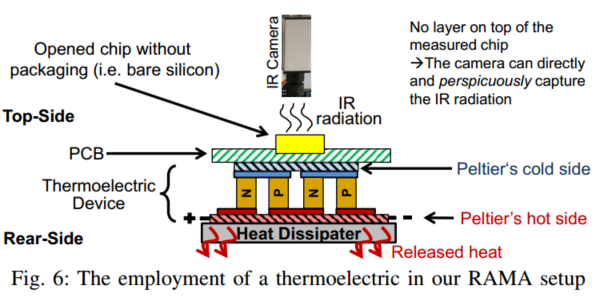 IR Camera
No layer on top of the
measured chip
→The camera can directly
and perspicuously capture
the IR radiation
Opened chip without
packaging (i.e. bare silicon)
IR
radiation
Top-Side
PCB
Peltier's cold side
Thermoelectric
Device
N P N P
+ -
Peltier's hot side
Rear-Side
Heat Dissipater
Released heat
Fig. 6: The employment of a thermoelectric in our RAMA setup